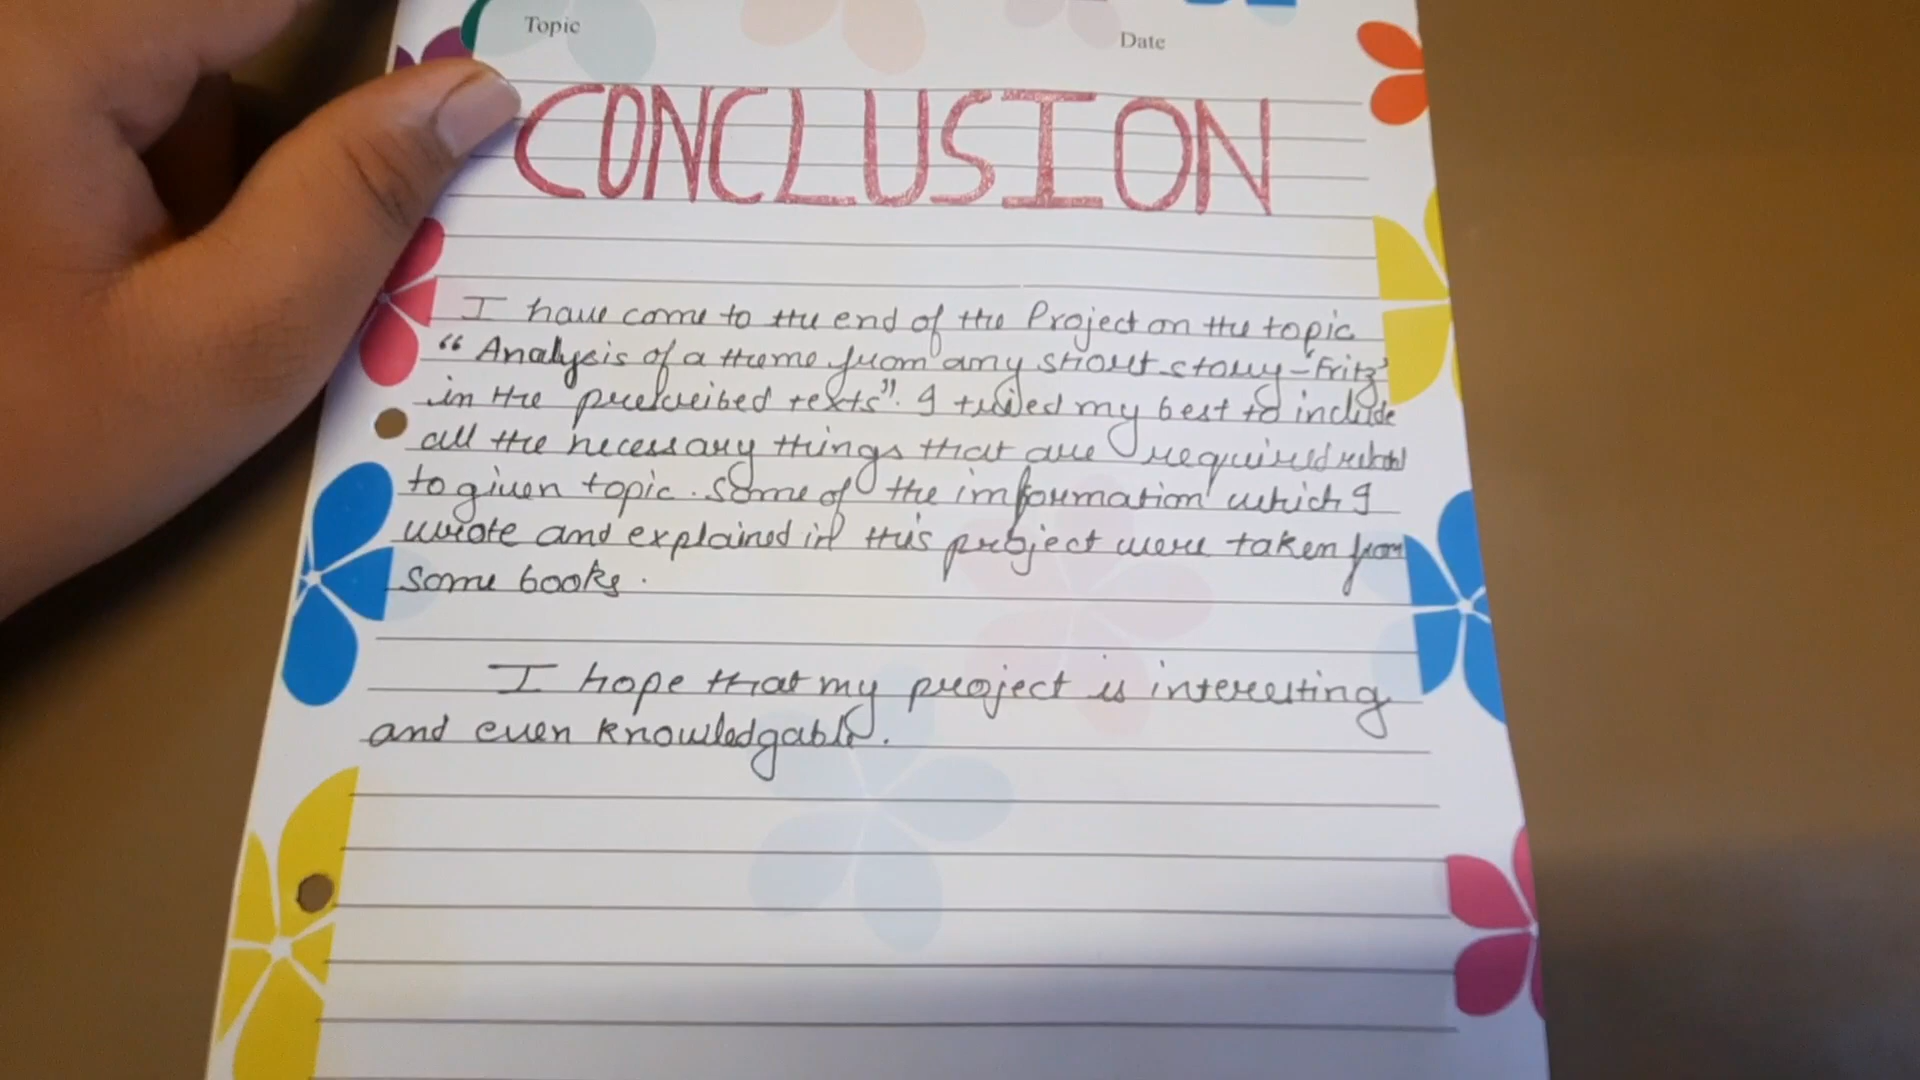 Topic
Date
CONCLUSION
I have come to the end of the Project on the topic
“Analysis of a theme from any short story – ‘Fritz’
in the prescribed texts”. I tried my best to include
all the necessary things that are required related
to given topic. Some of the information which I
wrote and explained in this project were taken from
some books.
I hope that my project is interesting
and even knowledgable.